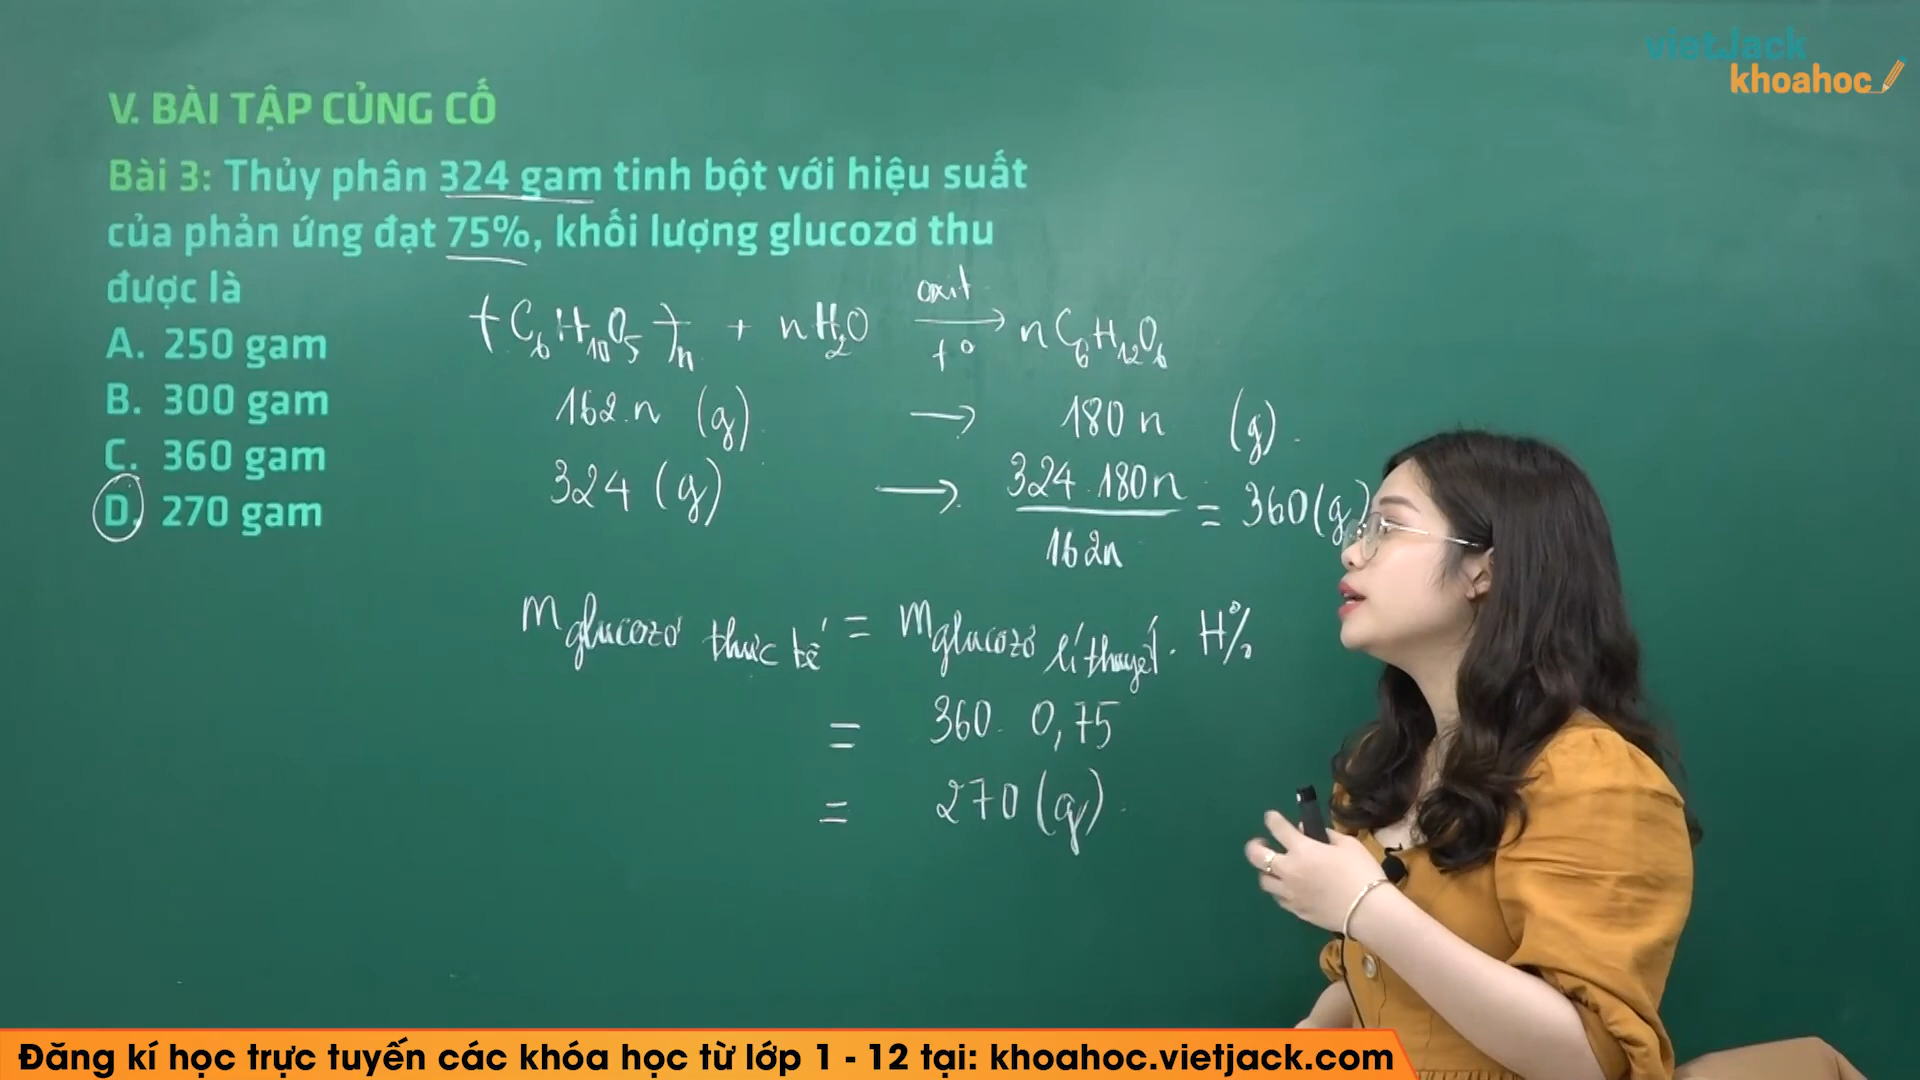 vietJack
khoahoc
V. BÀI TẬP CỦNG CỐ
Bài 3: Thủy phân 324 gam tinh bột với hiệu suất
của phản ứng đạt 75%, khối lượng glucozơ thu
được là
A. 250 gam
B. 300 gam
C. 360 gam
D. 270 gam
(C6H10O5)n + nH2O axit → t° nC6H12O6
162.n (g) → 180n (g).
324 (g) → 324.180n / 162n = 360(g)
m glucozơ thực tế = m glucozơ lí thuyết . H%
= 360. 0,75
= 270(g).
Đăng kí học trực tuyến các khóa học từ lớp 1 - 12 tại: khoahoc.vietjack.com